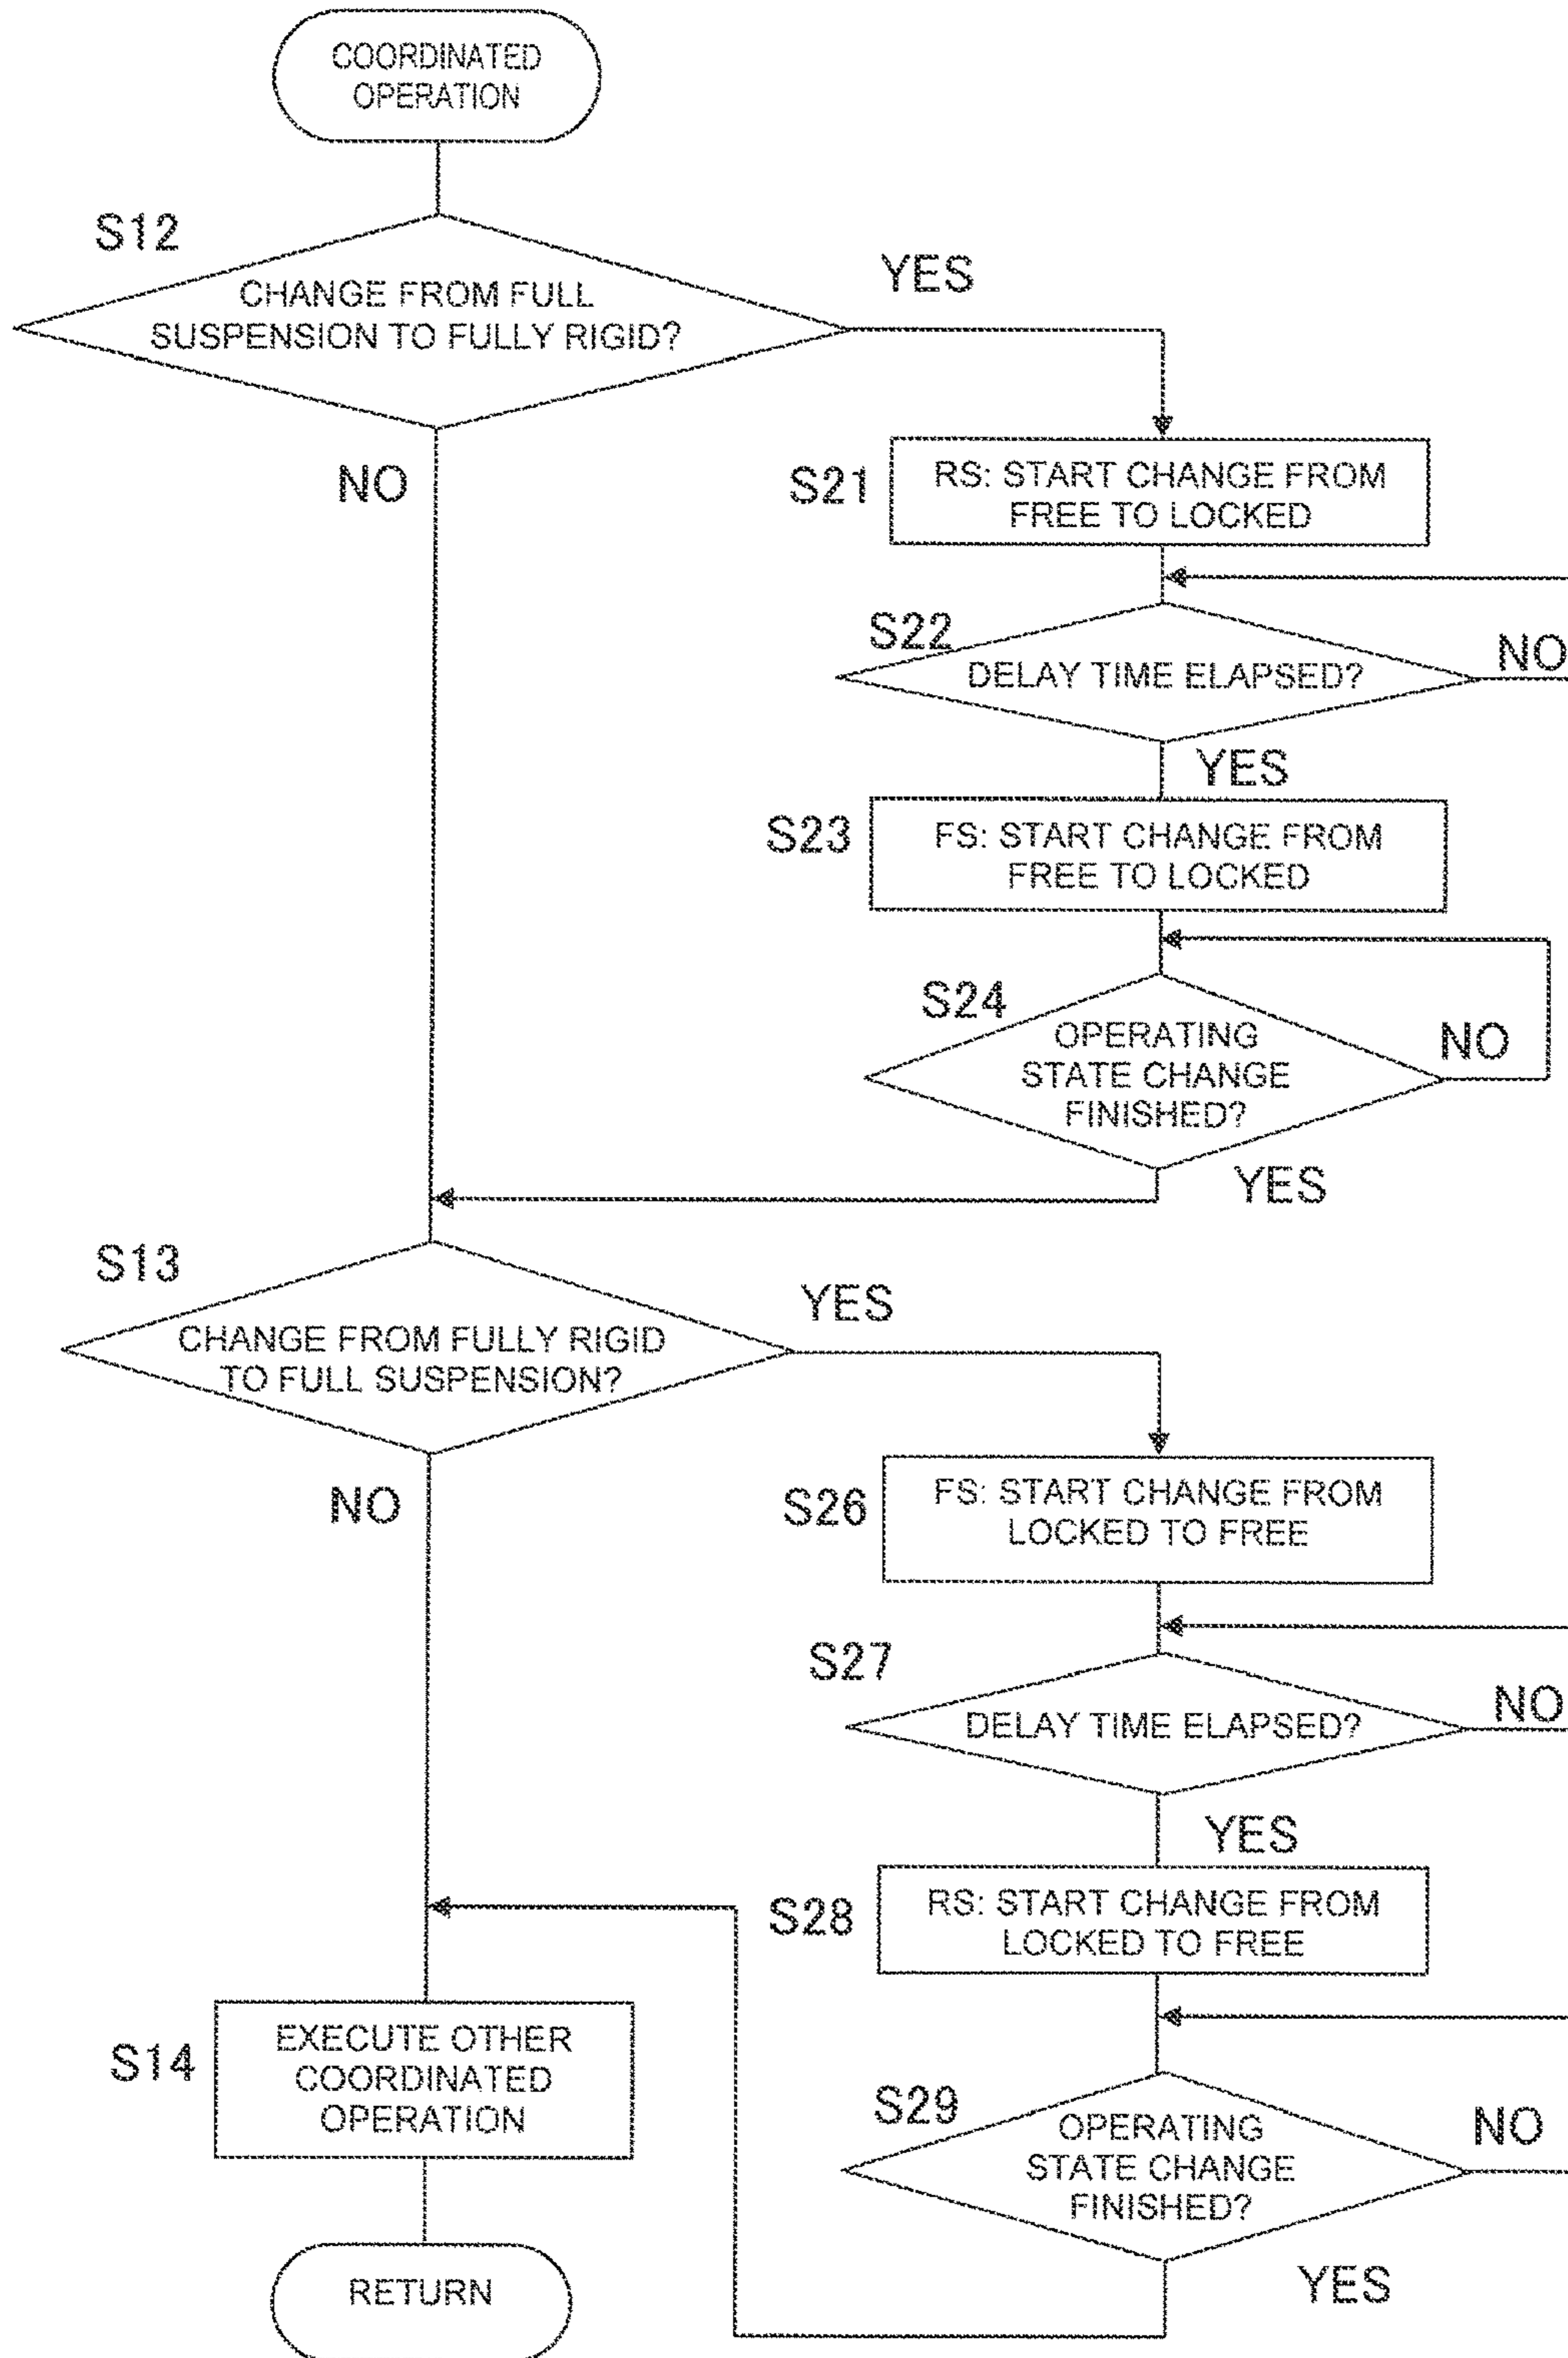 COORDINATED
OPERATION
S12
CHANGE FROM FULL
SUSPENSION TO FULLY RIGID?
YES
NO
S21
RS: START CHANGE FROM
FREE TO LOCKED
S22
DELAY TIME ELAPSED?
NO
YES
S23
FS: START CHANGE FROM
FREE TO LOCKED
S24
OPERATING
STATE CHANGE
FINISHED?
NO
YES
S13
CHANGE FROM FULLY RIGID
TO FULL SUSPENSION?
YES
NO
S26
FS: START CHANGE FROM
LOCKED TO FREE
S27
DELAY TIME ELAPSED?
NO
YES
S28
RS: START CHANGE FROM
LOCKED TO FREE
S14
EXECUTE OTHER
COORDINATED
OPERATION
S29
OPERATING
STATE CHANGE
FINISHED?
NO
YES
RETURN